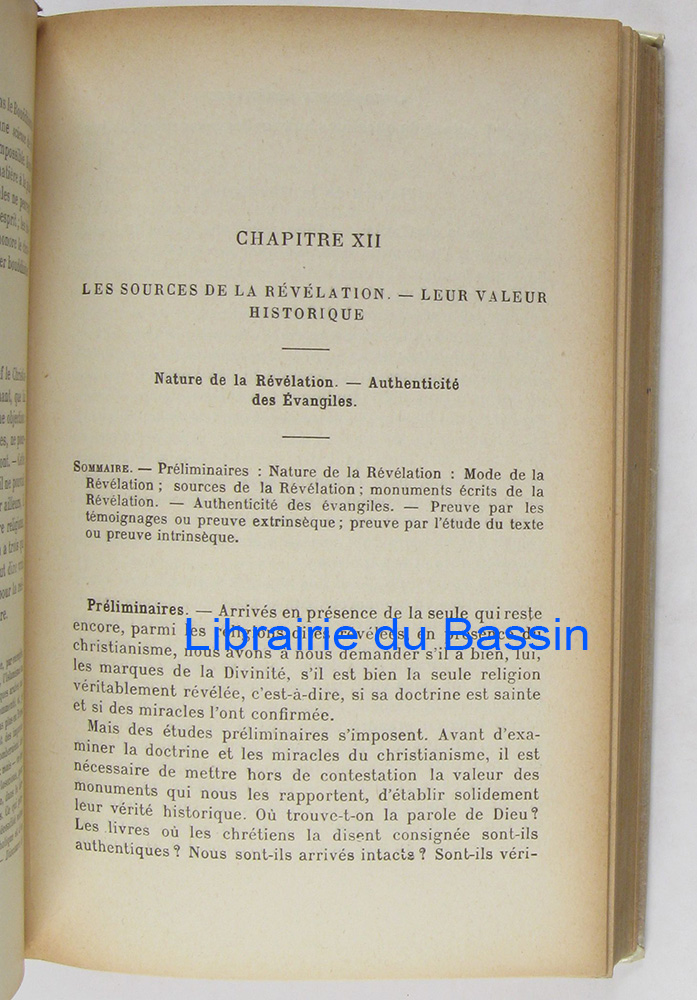 CHAPITRE XII
LES SOURCES DE LA RÉVÉLATION. — LEUR VALEUR
HISTORIQUE
Nature de la Révélation. — Authenticité
des Évangiles.
SOMMAIRE. — Préliminaires : Nature de la Révélation : Mode de la
Révélation ; sources de la Révélation ; monuments écrits de la
Révélation. — Authenticité des évangiles. — Preuve par les
témoignages ou preuve extrinsèque ; preuve par l'étude du texte
ou preuve intrinsèque.
Préliminaires. — Arrivés en présence de la seule qui reste
encore, parmi les religions dites révélées, en présence du
Librairie du Bassin
christianisme, nous avons à nous demander s'il a bien, lui,
les marques de la Divinité, s'il est bien la seule religion
véritablement révélée, c'est-à-dire, si sa doctrine est sainte
et si des miracles l'ont confirmée.
Mais des études préliminaires s'imposent. Avant d'exa-
miner la doctrine et les miracles du christianisme, il est
nécessaire de mettre hors de contestation la valeur des
monuments qui nous les rapportent, d'établir solidement
leur vérité historique. Où trouve-t-on la parole de Dieu ?
Les livres où les chrétiens la disent consignée sont-ils
authentiques ? Nous sont-ils arrivés intacts ? Sont-ils véri-